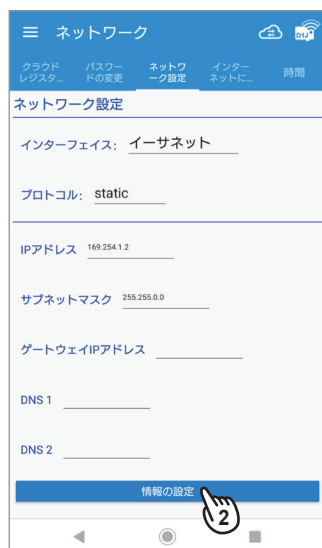 ネットワーク
D1J
クラウド パスワー ネットワ インター 時間
レジスタ... ドの変更 ーク設定 ネットに...
ネットワーク設定
インターフェイス: イーサネット
プロトコル: static
IPアドレス 169.254.1.2
サブネットマスク 255.255.0.0
ゲートウェイIPアドレス
DNS 1
DNS 2
情報の設定
2